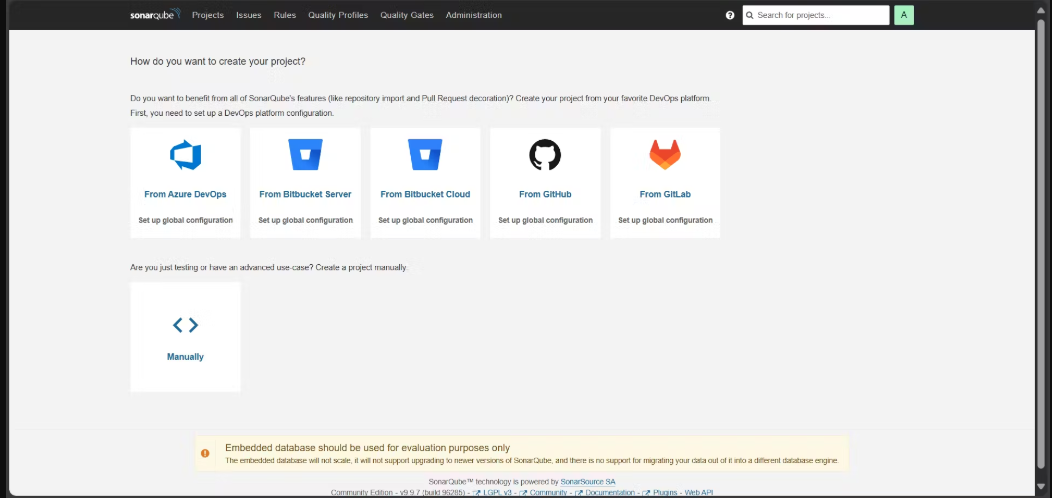 sonarqube Projects Issues Rules Quality Profiles Quality Gates Administration Search for projects... A
How do you want to create your project?
Do you want to benefit from all of SonarQube's features (like repository import and Pull Request decoration)? Create your project from your favorite DevOps platform.
First, you need to set up a DevOps platform configuration.
From Azure DevOps From Bitbucket Server From Bitbucket Cloud From GitHub From GitLab
Set up global configuration Set up global configuration Set up global configuration Set up global configuration Set up global configuration
Are you just testing or have an advanced use-case? Create a project manually.
Manually
Embedded database should be used for evaluation purposes only
The embedded database will not scale, it will not support upgrading to newer versions of SonarQube, and there is no support for migrating your data out of it into a different database engine.
SonarQube™ technology is powered by SonarSource SA
Community Edition - v9.9.7 (build 96285) - LGPL v3 - Community - Documentation - Plugins - Web API